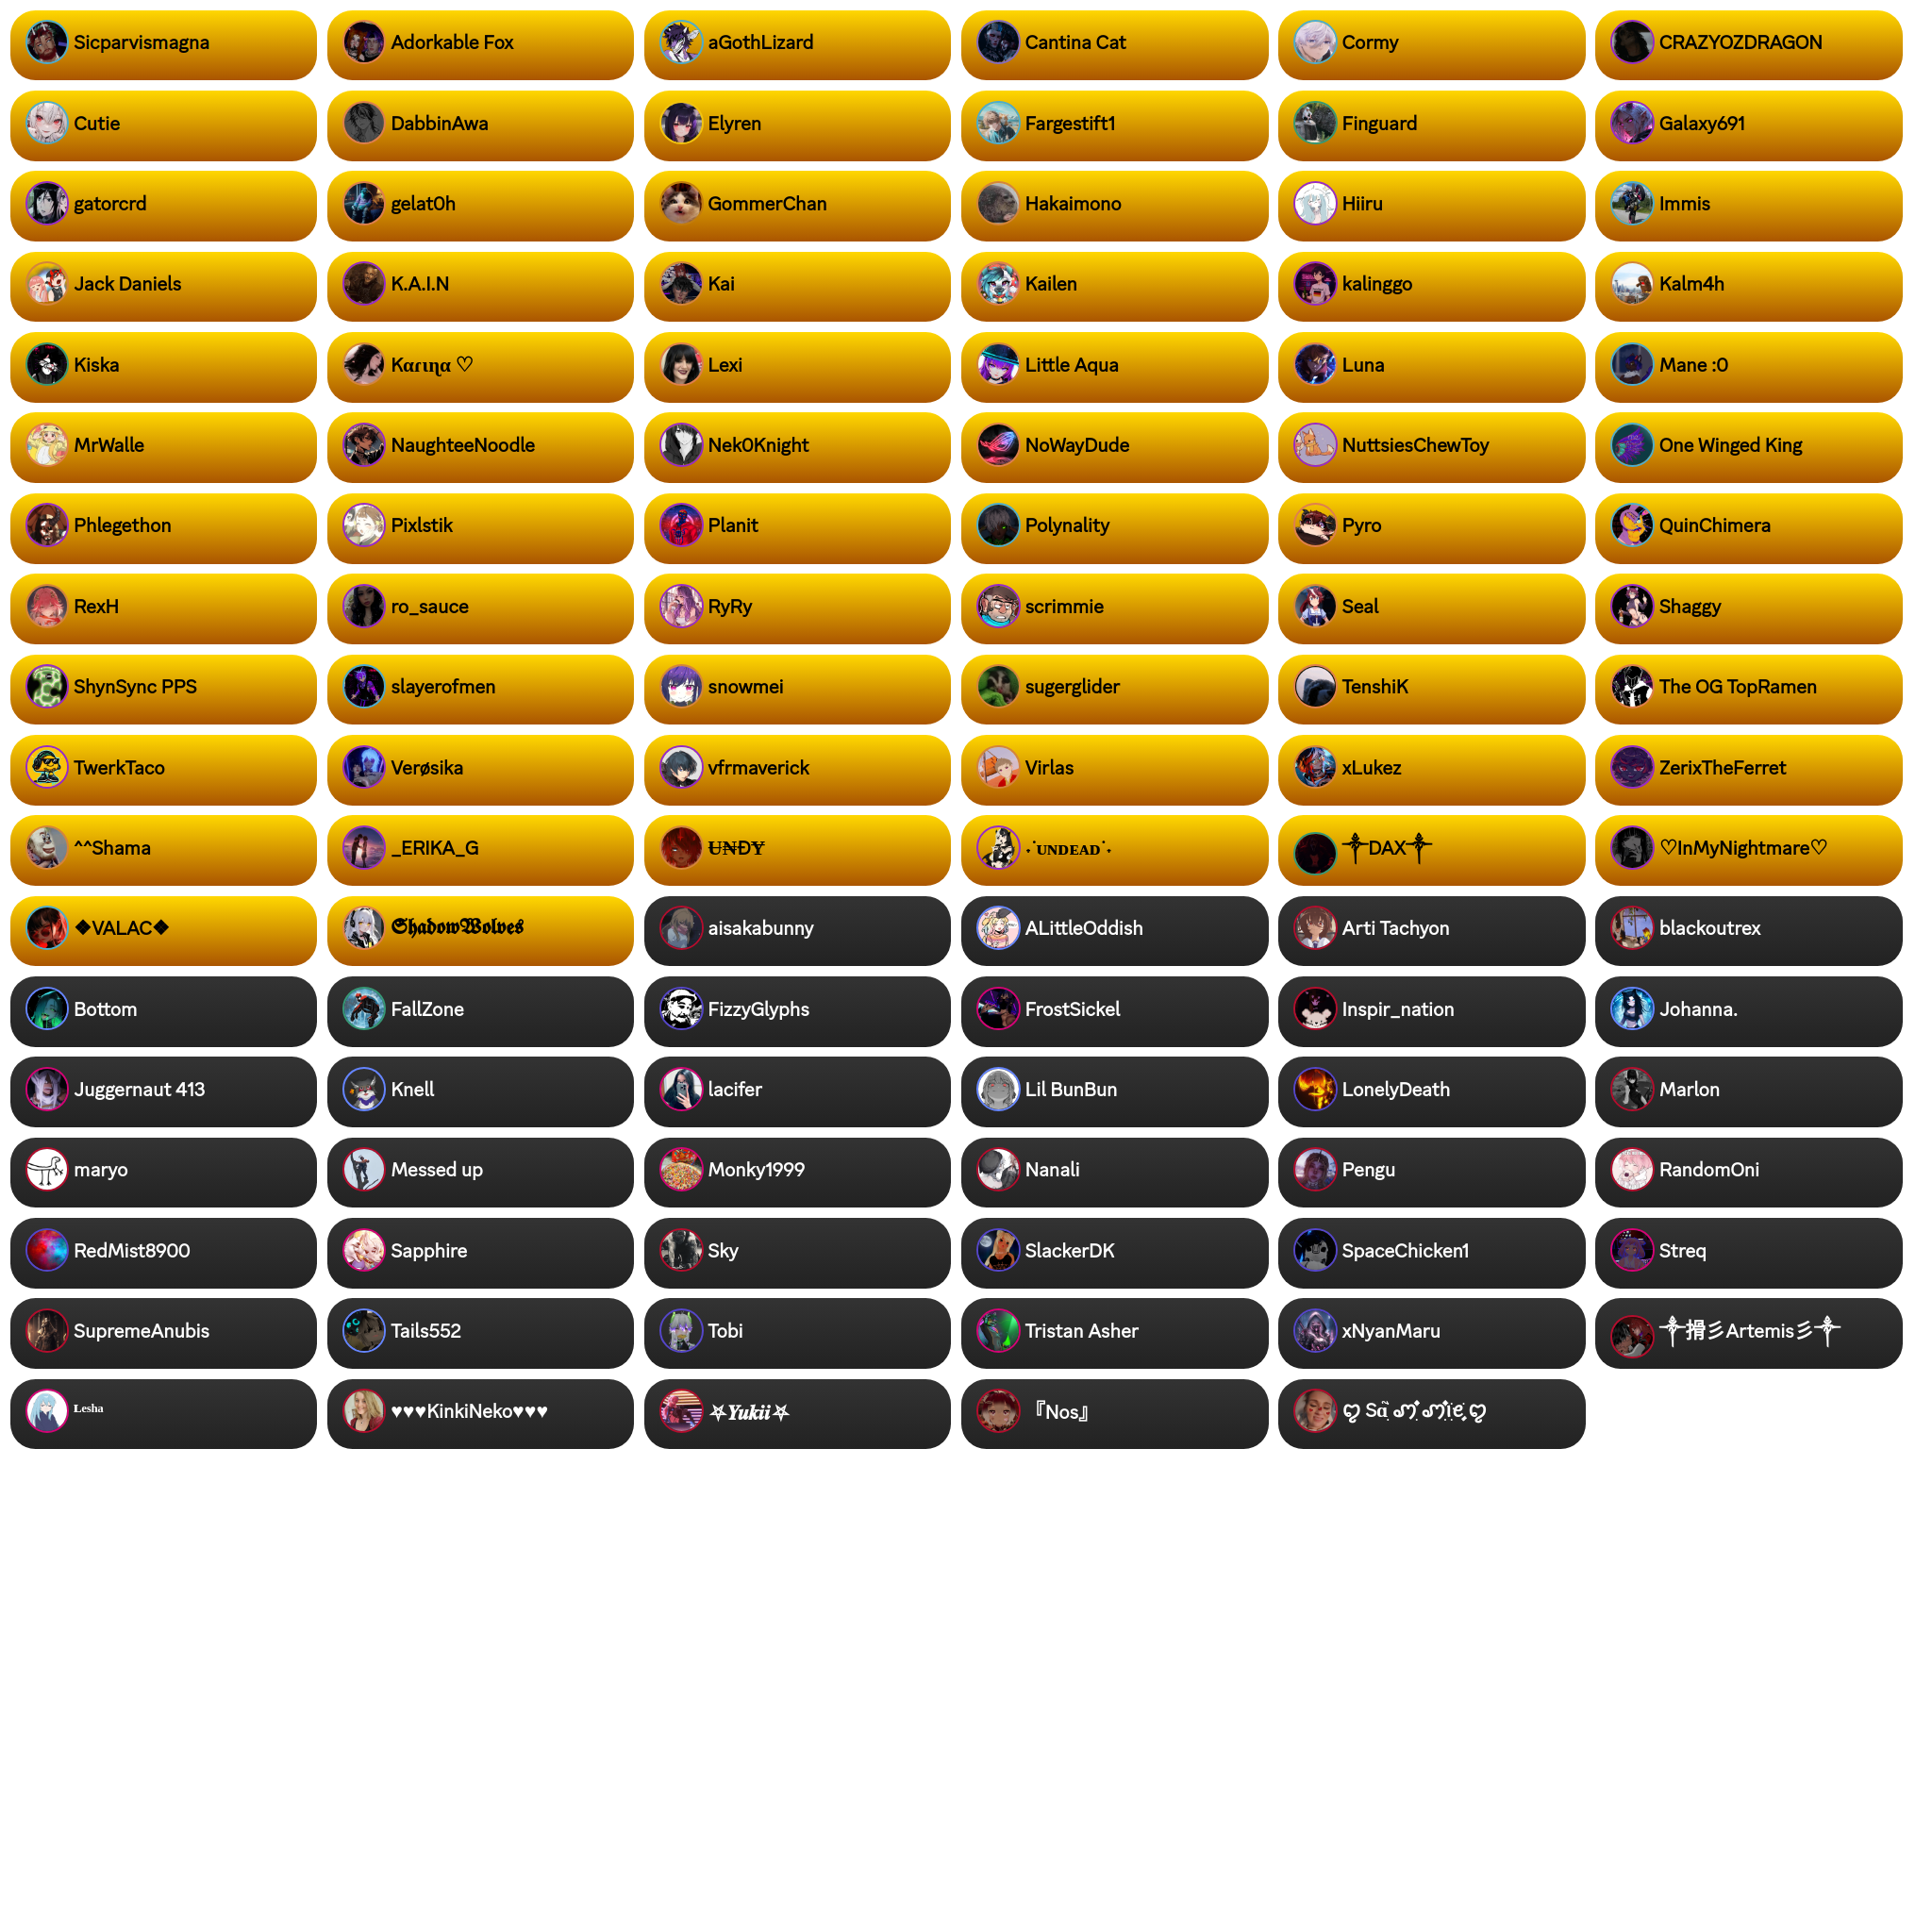 Sicparvismagna Adorkable Fox aGothLizard Cantina Cat Cormy CRAZYOZDRAGON
Cutie DabbinAwa Elyren Fargestift1 Finguard Galaxy691
gatorcrd gelat0h GommerChan Hakaimono Hiiru Immis
Jack Daniels K.A.I.N Kai Kailen kalinggo Kalm4h
Kiska Kαɾιɳα ♡ Lexi Little Aqua Luna Mane :0
MrWalle NaughteeNoodle Nek0Knight NoWayDude NuttsiesChewToy One Winged King
Phlegethon Pixlstik Planit Polynality Pyro QuinChimera
RexH ro_sauce RyRy scrimmie Seal Shaggy
ShynSync PPS slayerofmen snowmei sugerglider TenshiK The OG TopRamen
TwerkTaco Verøsika vfrmaverick Virlas xLukez ZerixTheFerret
^^Shama _ERIKA_G Ʉ₦ĐɎ ˖˙ᴜɴᴅᴇᴀᴅ˙˖ ༒DAX༒ ♡InMyNightmare♡
❖VALAC❖ 𝕾𝖍𝖆𝖉𝖔𝖜𝖂𝖔𝖑𝖛𝖊𝖘 aisakabunny ALittleOddish Arti Tachyon blackoutrex
Bottom FallZone FizzyGlyphs FrostSickel Inspir_nation Johanna.
Juggernaut 413 Knell lacifer Lil BunBun LonelyDeath Marlon
maryo Messed up Monky1999 Nanali Pengu RandomOni
RedMist8900 Sapphire Sky SlackerDK SpaceChicken1 Streq
SupremeAnubis Tails552 Tobi Tristan Asher xNyanMaru ༒搰彡Artemis彡༒
ᴸᵉˢʰᵃ ♥♥♥KinkiNeko♥♥♥ ⛧𝒀𝒖𝒌𝒊𝒊⛧ 『Nos』